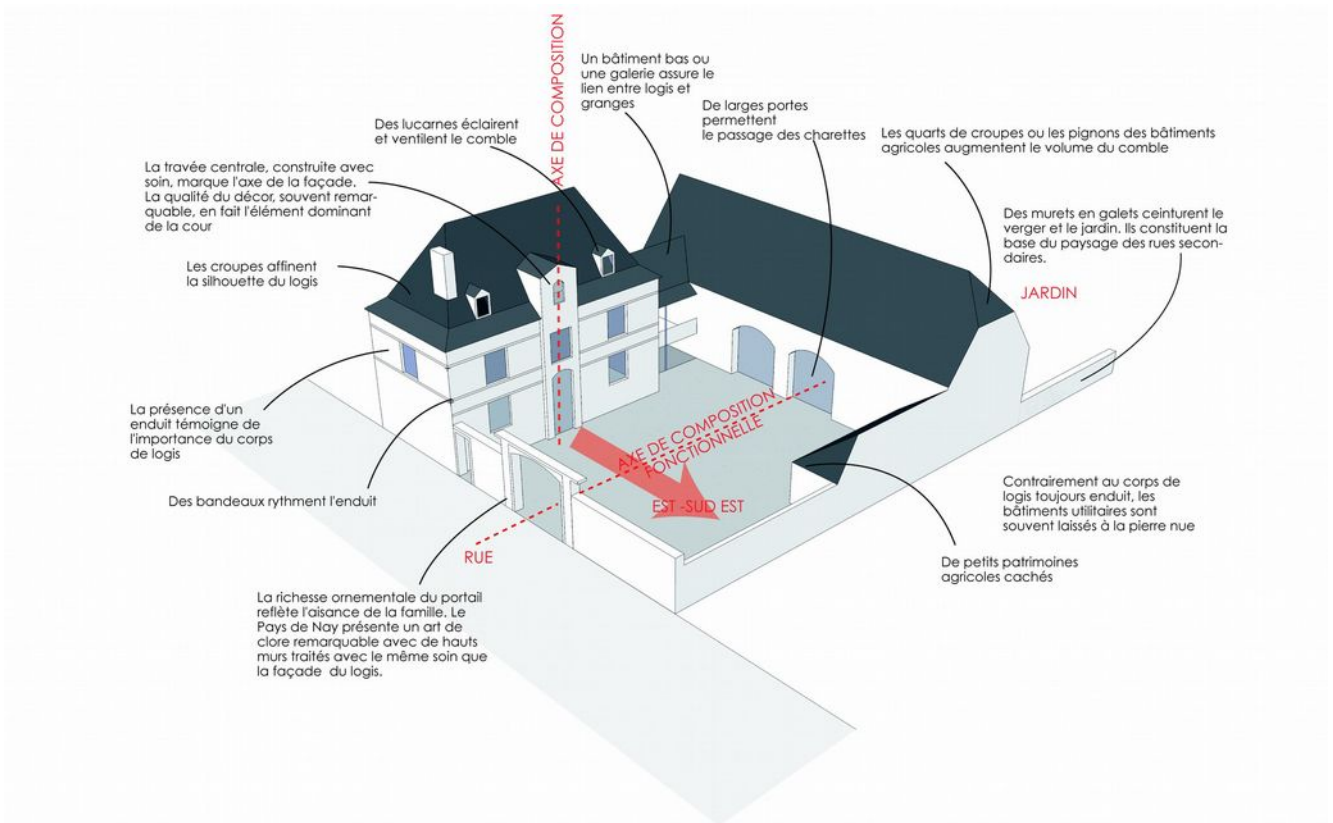 AXE DE COMPOSITION
Un bâtiment bas ou
une galerie assure le
lien entre logis et
granges
De larges portes
permettent
le passage des charettes
Des lucarnes éclairent
et ventilent le comble
Les quarts de croupes ou les pignons des bâtiments
agricoles augmentent le volume du comble
La travée centrale, construite avec
soin, marque l'axe de la façade.
La qualité du décor, souvent remar-
quable, en fait l'élément dominant
de la cour
Des murets en galets ceinturent le
verger et le jardin. Ils constituent la
base du paysage des rues secon-
daires.
Les croupes affinent
la silhouette du logis
JARDIN
La présence d'un
enduit témoigne de
l'importance du corps
de logis
AXE DE COMPOSITION
FONCTIONNELLE
Des bandeaux rythment l'enduit
EST -SUD EST
Contrairement au corps de
logis toujours enduit, les
bâtiments utilitaires sont
souvent laissés à la pierre nue
RUE
De petits patrimoines
agricoles cachés
La richesse ornementale du portail
reflète l'aisance de la famille. Le
Pays de Nay présente un art de
clore remarquable avec de hauts
murs traités avec le même soin que
la façade du logis.